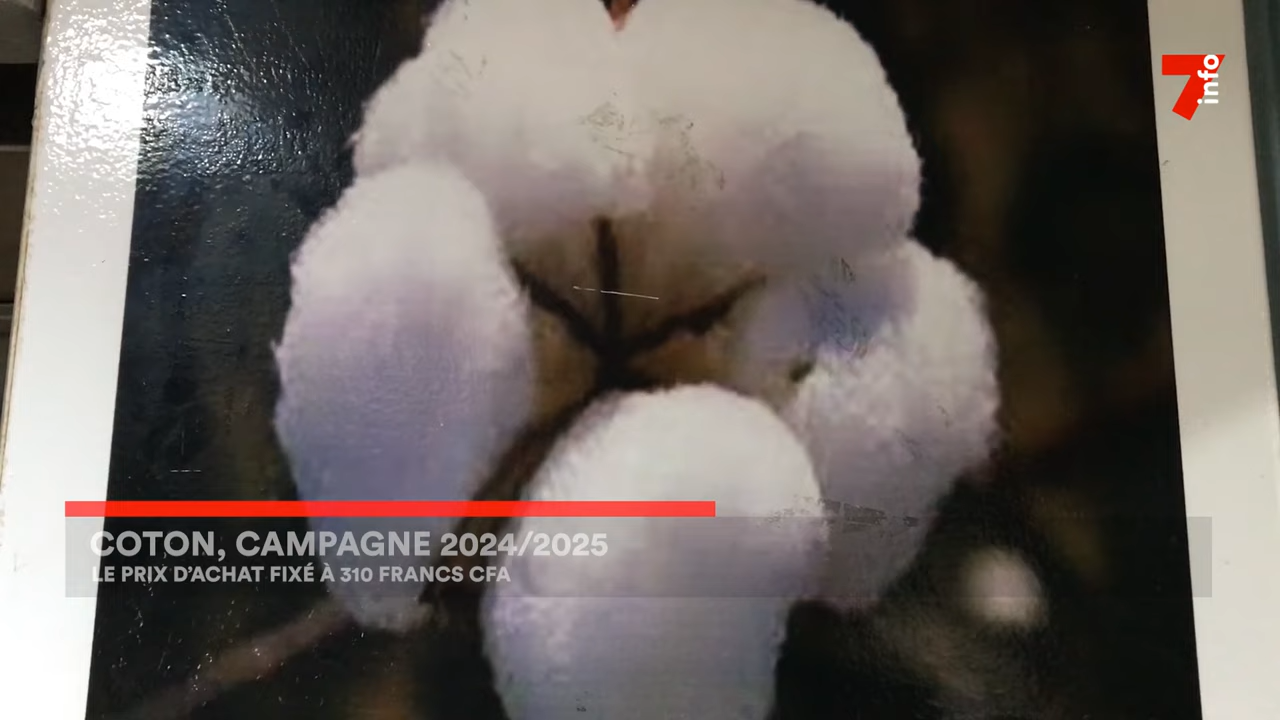 7info
COTON, CAMPAGNE 2024/2025
LE PRIX D'ACHAT FIXÉ À 310 FRANCS CFA